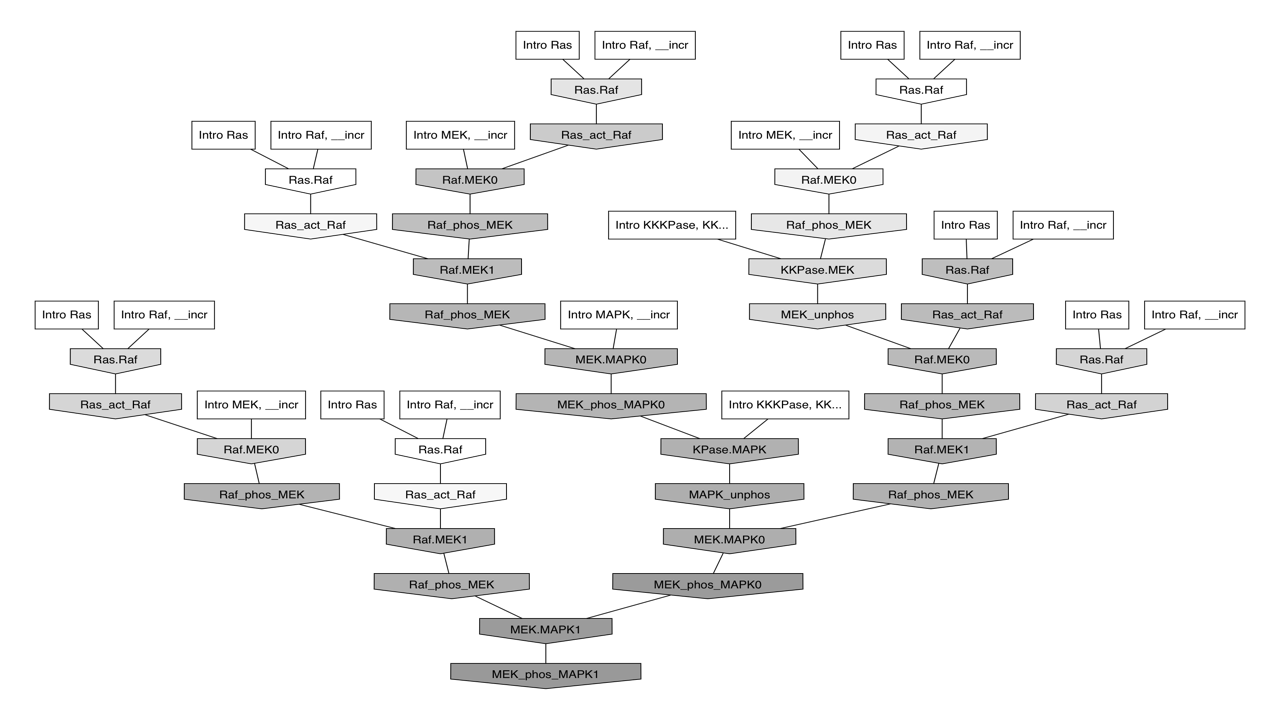 Intro Ras
Intro Raf, __incr
Intro Ras
Intro Raf, __incr
Ras.Raf
Ras.Raf
Intro Ras
Intro Raf, __incr
Intro MEK, __incr
Ras_act_Raf
Intro MEK, __incr
Ras_act_Raf
Ras.Raf
Raf.MEK0
Raf.MEK0
Ras_act_Raf
Raf_phos_MEK
Intro KKKPase, KK...
Raf_phos_MEK
Intro Ras
Intro Raf, __incr
Raf.MEK1
KKPase.MEK
Ras.Raf
Intro Ras
Intro Raf, __incr
Raf_phos_MEK
Intro MAPK, __incr
MEK_unphos
Ras_act_Raf
Intro Ras
Intro Raf, __incr
Ras.Raf
MEK.MAPK0
Raf.MEK0
Ras.Raf
Ras_act_Raf
Intro MEK, __incr
Intro Ras
Intro Raf, __incr
MEK_phos_MAPK0
Intro KKKPase, KK...
Raf_phos_MEK
Ras_act_Raf
Raf.MEK0
Ras.Raf
KPase.MAPK
Raf.MEK1
Raf_phos_MEK
Ras_act_Raf
MAPK_unphos
Raf_phos_MEK
Raf.MEK1
MEK.MAPK0
Raf_phos_MEK
MEK_phos_MAPK0
MEK.MAPK1
MEK_phos_MAPK1